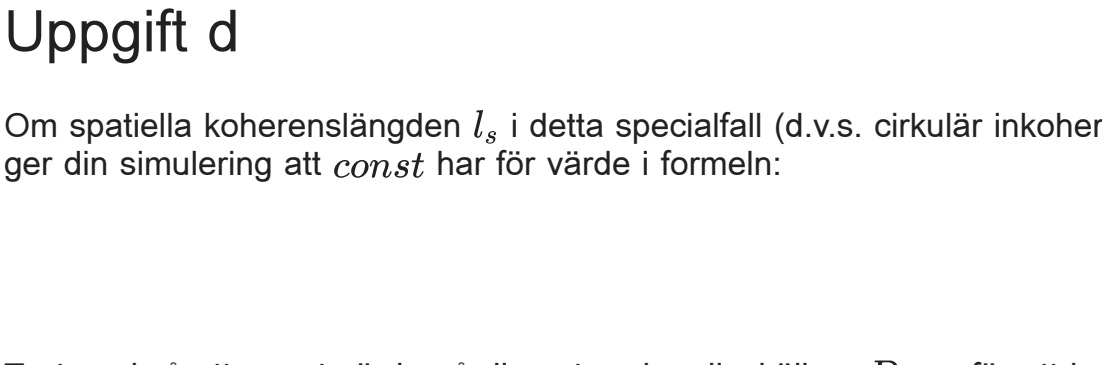 Uppgift d
Om spatiella koherenslängden $l_s$ i detta specialfall (d.v.s. cirkulär inkoher
ger din simulering att $const$ har för värde i formeln: